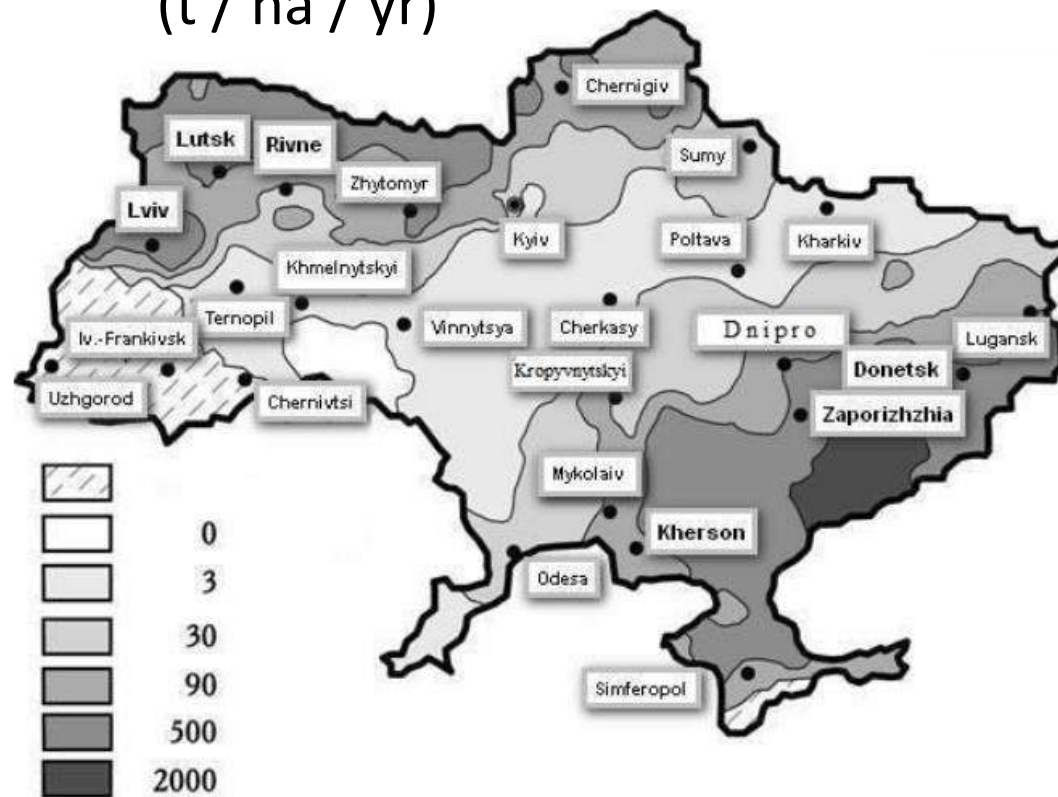 (t / ha / yr)
Chernigiv
Lutsk
Rivne
Sumy
Zhytomyr
Lviv
Kyiv
Poltava
Kharkiv
Khmelnytskyi
Ternopil
Vinnytsya
Cherkasy
Dnipro
Lugansk
Iv.-Frankivsk
Kropyvnytskyi
Donetsk
Uzhgorod
Chernivtsi
Zaporizhzhia
Mykolaiv
Kherson
Odesa
Simferopol
0
3
30
90
500
2000